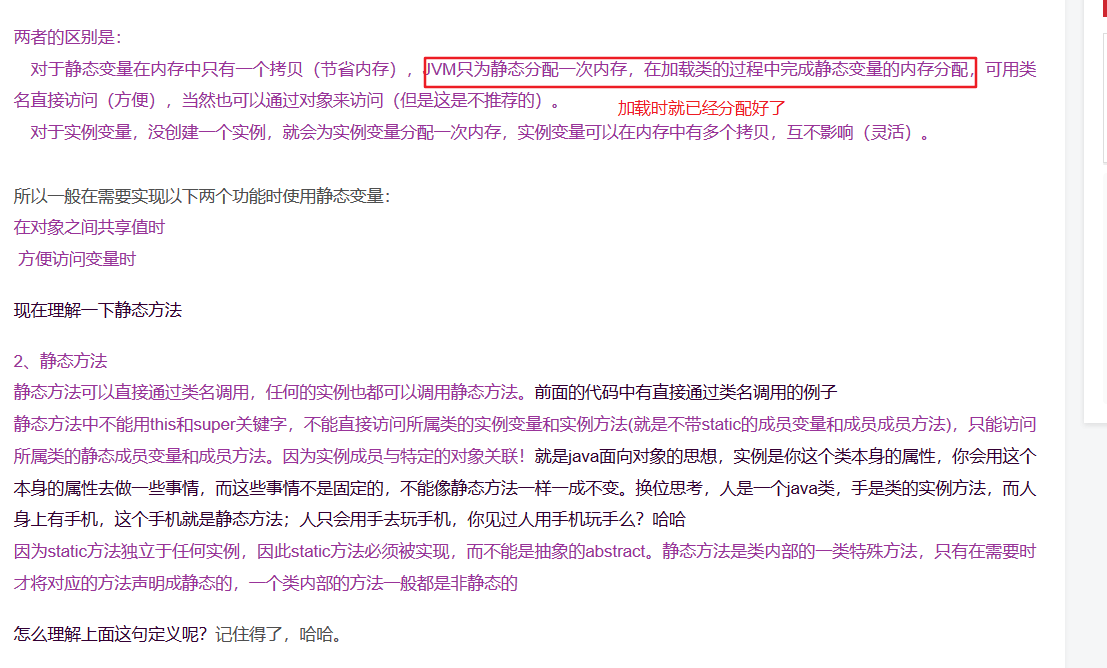 两者的区别是：
对于静态变量在内存中只有一个拷贝（节省内存），JVM只为静态分配一次内存，在加载类的过程中完成静态变量的内存分配，可用类
名直接访问（方便），当然也可以通过对象来访问（但是这是不推荐的）。
加载时就已经分配好了
对于实例变量，没创建一个实例，就会为实例变量分配一次内存，实例变量可以在内存中有多个拷贝，互不影响（灵活）。
所以一般在需要实现以下两个功能时使用静态变量：
在对象之间共享值时
方便访问变量时
现在理解一下静态方法
2、静态方法
静态方法可以直接通过类名调用，任何的实例也都可以调用静态方法。前面的代码中有直接通过类名调用的例子
静态方法中不能用this和super关键字，不能直接访问所属类的实例变量和实例方法(就是不带static的成员变量和成员成员方法)，只能访问
所属类的静态成员变量和成员方法。因为实例成员与特定的对象关联！就是java面向对象的思想，实例是你这个类本身的属性，你会用这个
本身的属性去做一些事情，而这些事情不是固定的，不能像静态方法一样一成不变。换位思考，人是一个java类，手是类的实例方法，而人
身上有手机，这个手机就是静态方法；人只会用手去玩手机，你见过人用手机玩手么？哈哈
因为static方法独立于任何实例，因此static方法必须被实现，而不能是抽象的abstract。静态方法是类内部的一类特殊方法，只有在需要时
才将对应的方法声明成静态的，一个类内部的方法一般都是非静态的
怎么理解上面这句定义呢？记住得了，哈哈。